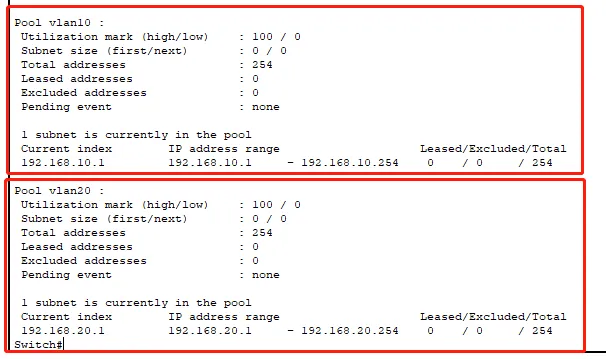 Pool vlan10 :
Utilization mark (high/low) : 100 / 0
Subnet size (first/next) : 0 / 0
Total addresses : 254
Leased addresses : 0
Excluded addresses : 0
Pending event : none
1 subnet is currently in the pool
Current index IP address range Leased/Excluded/Total
192.168.10.1 192.168.10.1 - 192.168.10.254 0 / 0 / 254
Pool vlan20 :
Utilization mark (high/low) : 100 / 0
Subnet size (first/next) : 0 / 0
Total addresses : 254
Leased addresses : 0
Excluded addresses : 0
Pending event : none
1 subnet is currently in the pool
Current index IP address range Leased/Excluded/Total
192.168.20.1 192.168.20.1 - 192.168.20.254 0 / 0 / 254
Switch#